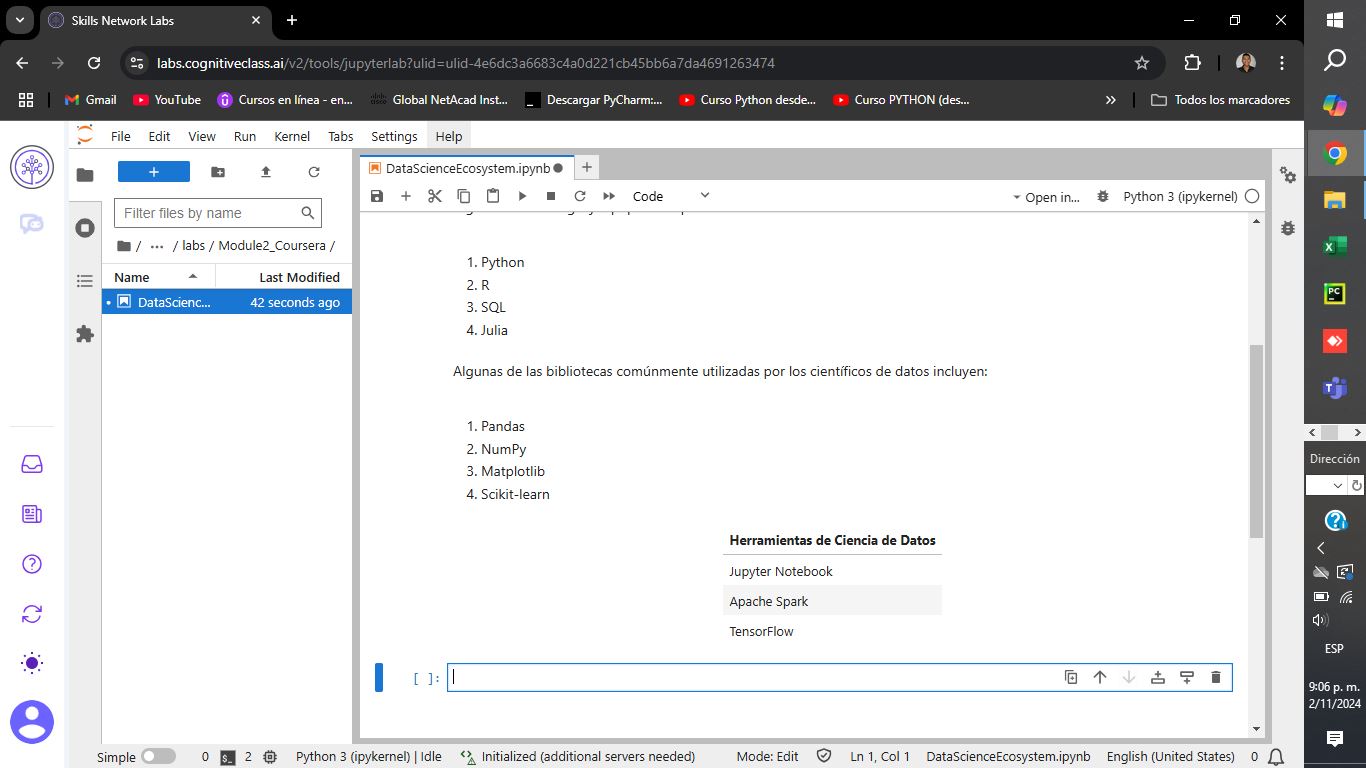 Skills Network Labs
labs.cognitiveclass.ai/v2/tools/jupyterlab?ulid=ulid-4e6dc3a6683c4a0d221cb45bb6a7da4691263474
Gmail YouTube Cursos en línea - en... Global NetAcad Inst... Descargar PyCharm:... Curso Python desde... Curso PYTHON (des... » Todos los marcadores
File Edit View Run Kernel Tabs Settings Help
DataScienceEcosystem.ipynb
Code Open in... Python 3 (ipykernel)
Filter files by name
/ ... / labs / Module2_Coursera /
Name Last Modified
DataScienc... 42 seconds ago
1. Python
2. R
3. SQL
4. Julia
Algunas de las bibliotecas comúnmente utilizadas por los científicos de datos incluyen:
1. Pandas
2. NumPy
3. Matplotlib
4. Scikit-learn
Herramientas de Ciencia de Datos
Jupyter Notebook
Apache Spark
TensorFlow
[ ]:
Simple 0 2 Python 3 (ipykernel) | Idle Initialized (additional servers needed) Mode: Edit Ln 1, Col 1 DataScienceEcosystem.ipynb English (United States) 0
Dirección
ESP
9:06 p. m.
2/11/2024